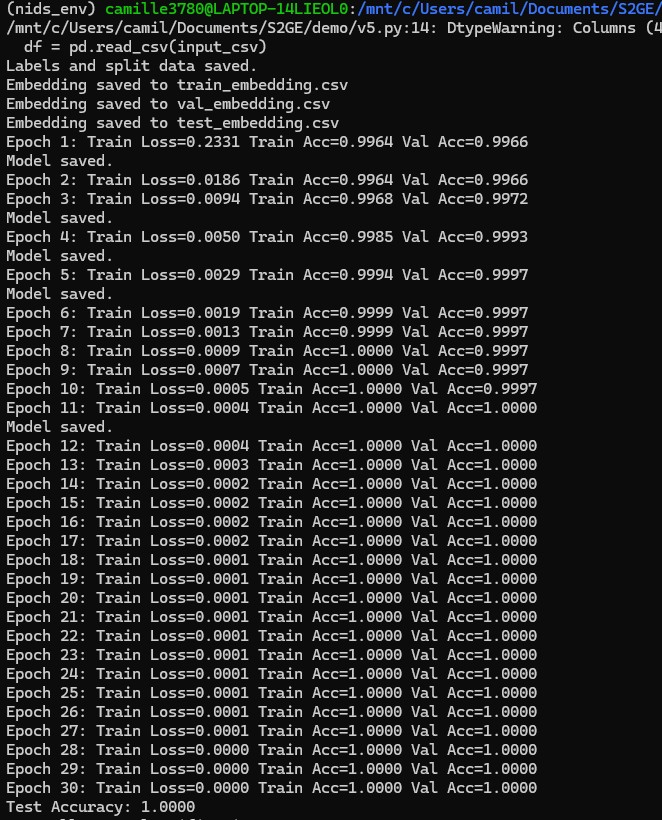 (nids_env) camille3780@LAPTOP-14LIEOL0:/mnt/c/Users/camil/Documents/S2GE/
/mnt/c/Users/camil/Documents/S2GE/demo/v5.py:14: DtypeWarning: Columns (4
df = pd.read_csv(input_csv)
Labels and split data saved.
Embedding saved to train_embedding.csv
Embedding saved to val_embedding.csv
Embedding saved to test_embedding.csv
Epoch 1: Train Loss=0.2331 Train Acc=0.9964 Val Acc=0.9966
Model saved.
Epoch 2: Train Loss=0.0186 Train Acc=0.9964 Val Acc=0.9966
Epoch 3: Train Loss=0.0094 Train Acc=0.9968 Val Acc=0.9972
Model saved.
Epoch 4: Train Loss=0.0050 Train Acc=0.9985 Val Acc=0.9993
Model saved.
Epoch 5: Train Loss=0.0029 Train Acc=0.9994 Val Acc=0.9997
Model saved.
Epoch 6: Train Loss=0.0019 Train Acc=0.9999 Val Acc=0.9997
Epoch 7: Train Loss=0.0013 Train Acc=0.9999 Val Acc=0.9997
Epoch 8: Train Loss=0.0009 Train Acc=1.0000 Val Acc=0.9997
Epoch 9: Train Loss=0.0007 Train Acc=1.0000 Val Acc=0.9997
Epoch 10: Train Loss=0.0005 Train Acc=1.0000 Val Acc=0.9997
Epoch 11: Train Loss=0.0004 Train Acc=1.0000 Val Acc=1.0000
Model saved.
Epoch 12: Train Loss=0.0004 Train Acc=1.0000 Val Acc=1.0000
Epoch 13: Train Loss=0.0003 Train Acc=1.0000 Val Acc=1.0000
Epoch 14: Train Loss=0.0002 Train Acc=1.0000 Val Acc=1.0000
Epoch 15: Train Loss=0.0002 Train Acc=1.0000 Val Acc=1.0000
Epoch 16: Train Loss=0.0002 Train Acc=1.0000 Val Acc=1.0000
Epoch 17: Train Loss=0.0002 Train Acc=1.0000 Val Acc=1.0000
Epoch 18: Train Loss=0.0001 Train Acc=1.0000 Val Acc=1.0000
Epoch 19: Train Loss=0.0001 Train Acc=1.0000 Val Acc=1.0000
Epoch 20: Train Loss=0.0001 Train Acc=1.0000 Val Acc=1.0000
Epoch 21: Train Loss=0.0001 Train Acc=1.0000 Val Acc=1.0000
Epoch 22: Train Loss=0.0001 Train Acc=1.0000 Val Acc=1.0000
Epoch 23: Train Loss=0.0001 Train Acc=1.0000 Val Acc=1.0000
Epoch 24: Train Loss=0.0001 Train Acc=1.0000 Val Acc=1.0000
Epoch 25: Train Loss=0.0001 Train Acc=1.0000 Val Acc=1.0000
Epoch 26: Train Loss=0.0001 Train Acc=1.0000 Val Acc=1.0000
Epoch 27: Train Loss=0.0001 Train Acc=1.0000 Val Acc=1.0000
Epoch 28: Train Loss=0.0000 Train Acc=1.0000 Val Acc=1.0000
Epoch 29: Train Loss=0.0000 Train Acc=1.0000 Val Acc=1.0000
Epoch 30: Train Loss=0.0000 Train Acc=1.0000 Val Acc=1.0000
Test Accuracy: 1.0000